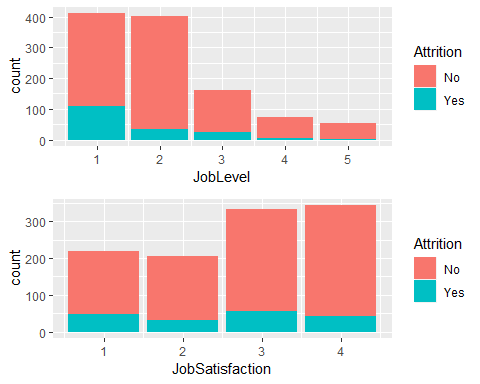 count
400
300
200
100
0
1 2 3 4 5
JobLevel
Attrition
No
Yes
count
300
200
100
0
1 2 3 4
JobSatisfaction
Attrition
No
Yes